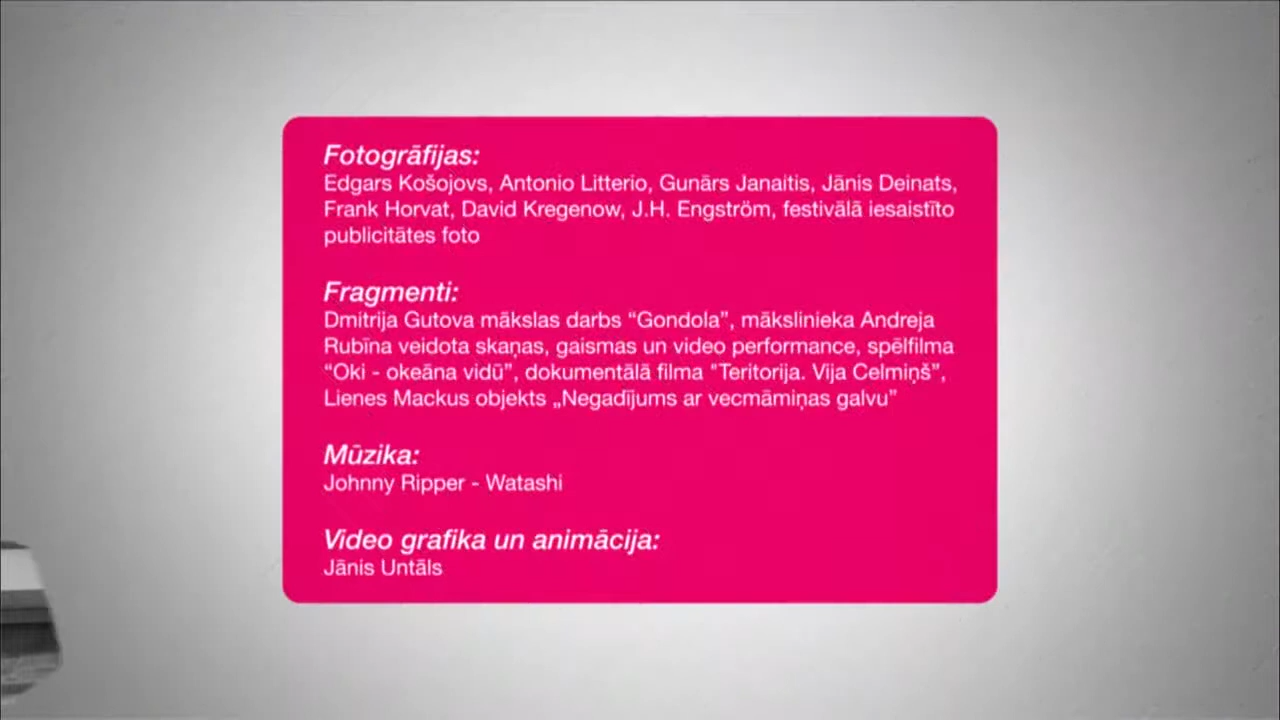 Fotogrāfijas:
Edgars Košojovs, Antonio Litterio, Gunārs Janaitis, Jānis Deinats,
Frank Horvat, David Kregenow, J.H. Engström, festivālā iesaistīto
publicitātes foto
Fragmenti:
Dmitrija Gutova mākslas darbs “Gondola”, mākslinieka Andreja
Rubīna veidota skaņas, gaismas un video performance, spēlfilma
“Oki - okeāna vidū”, dokumentālā filma "Teritorija. Vija Celmiņš”,
Lienes Mackus objekts „Negadījums ar vecmāmiņas galvu”
Mūzika:
Johnny Ripper - Watashi
Video grafika un animācija:
Jānis Untāls